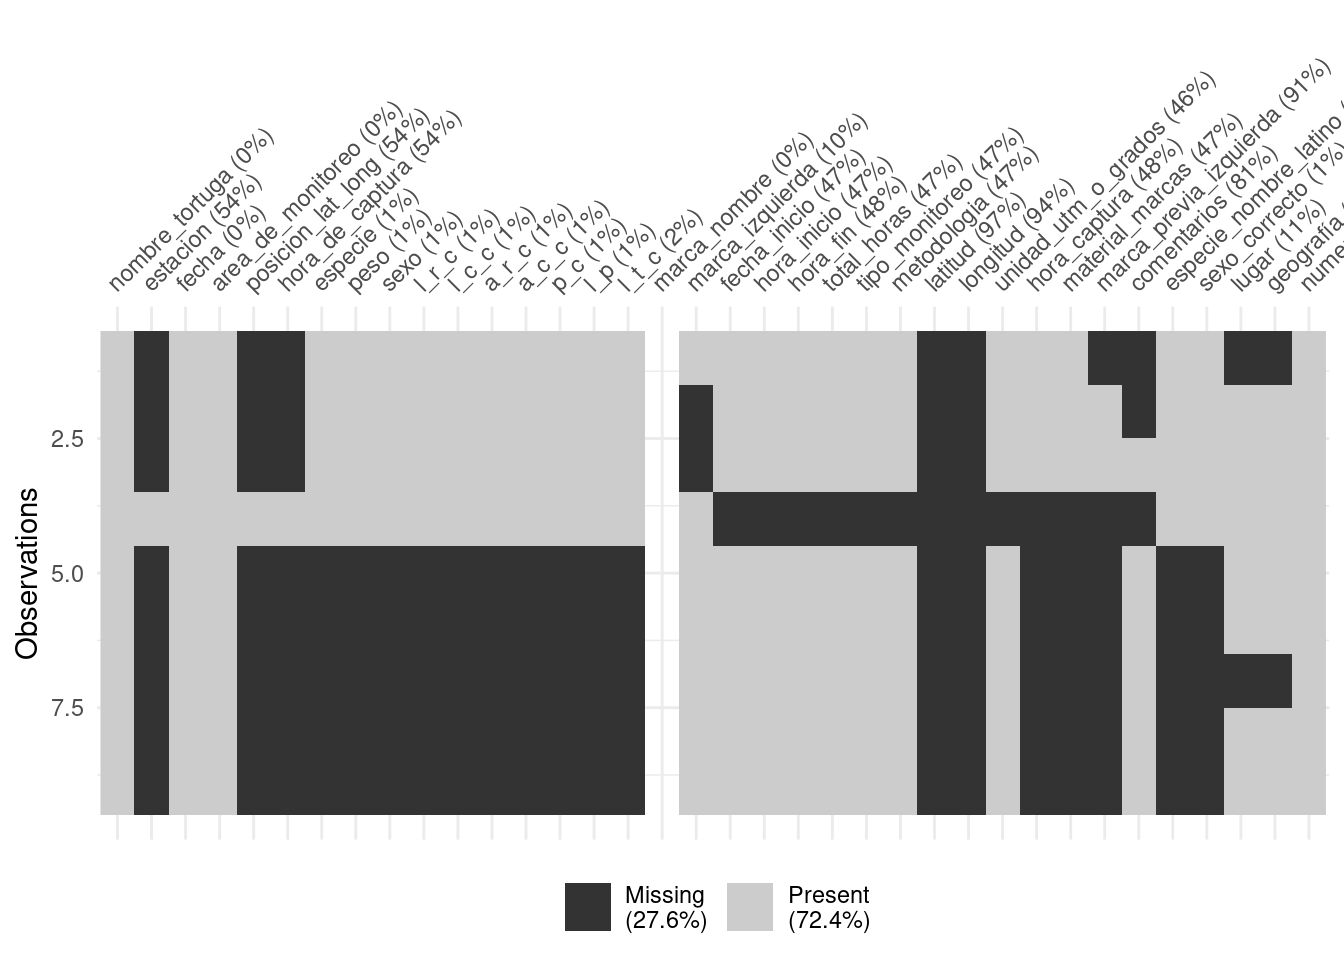 nombre_tortuga (0%)
estacion (54%)
fecha (0%)
area_de_monitoreo (0%)
posicion_lat_long (54%)
hora_de_captura (54%)
especie (1%)
peso (1%)
sexo (1%)
l_r_c (1%)
l_c_c (1%)
a_r_c (1%)
a_c_c (1%)
p_c (1%)
l_p (1%)
l_t_c (2%)
marca_nombre (0%)
marca_izquierda (10%)
fecha_inicio (47%)
hora_inicio (47%)
hora_fin (48%)
total_horas (47%)
tipo_monitoreo (47%)
metodologia (47%)
latitud (97%)
longitud (94%)
unidad_utm_o_grados (46%)
hora_captura (48%)
material_marcas (47%)
marca_previa_izquierda (91%)
comentarios (81%)
especie_nombre_latino
sexo_correcto (1%
lugar (11%)
geografia
nume
Observations
2.5
5.0
7.5
Missing
(27.6%)
Present
(72.4%)